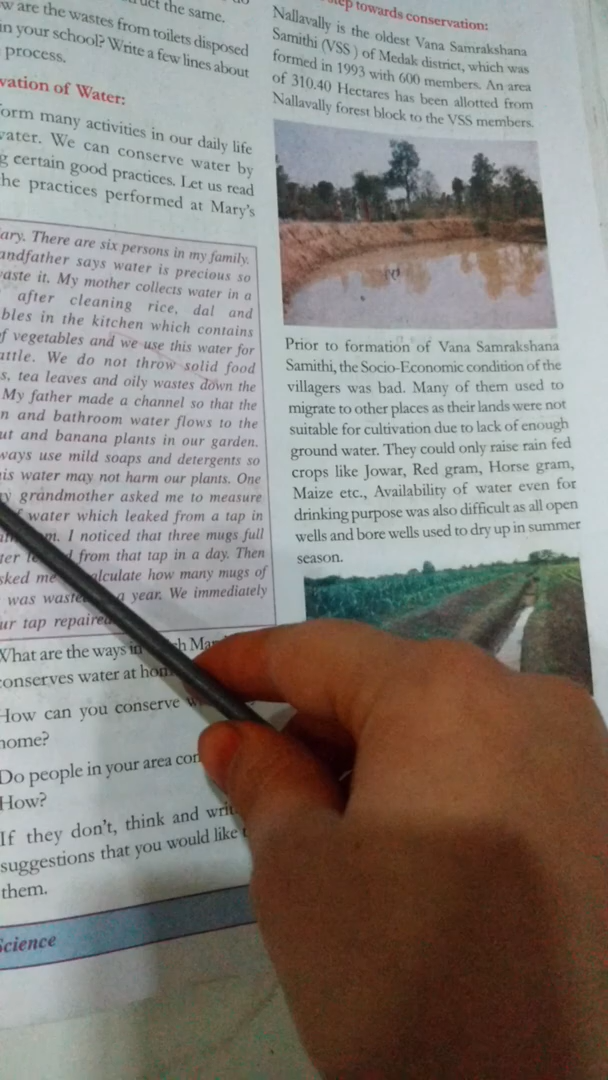 uct the same.
w are the wastes from toilets disposed
in your school? Write a few lines about
process.
vation of Water:
form many activities in our daily life
water. We can conserve water by
g certain good practices. Let us read
he practices performed at Mary's
ary. There are six persons in my family.
andfather says water is precious so
aste it. My mother collects water in a
after cleaning rice, dal and
bles in the kitchen which contains
of vegetables and we use this water for
attle. We do not throw solid food
s, tea leaves and oily wastes down the
My father made a channel so that the
n and bathroom water flows to the
ut and banana plants in our garden.
ways use mild soaps and detergents so
is water may not harm our plants. One
y grandmother asked me to measure
of water which leaked from a tap in
m. I noticed that three mugs full
ter from that tap in a day. Then
sked me calculate how many mugs of
was a year. We immediately
ur tap repaire
What are the ways in
onserves water at hom
How can you conserve
home?
Do people in your area con
How?
If they don't, think and writ
suggestions that you would like t
them.
Science
step towards conservation:
Nallavally is the oldest Vana Samrakshana
Samithi (VSS ) of Medak district, which was
formed in 1993 with 600 members. An area
of 310.40 Hectares has been allotted from
Nallavally forest block to the VSS members.
Prior to formation of Vana Samrakshana
Samithi, the Socio-Economic condition of the
villagers was bad. Many of them used to
migrate to other places as their lands were not
suitable for cultivation due to lack of enough
ground water. They could only raise rain fed
crops like Jowar, Red gram, Horse gram,
Maize etc., Availability of water even for
drinking purpose was also difficult as all open
wells and bore wells used to dry up in summer
season.